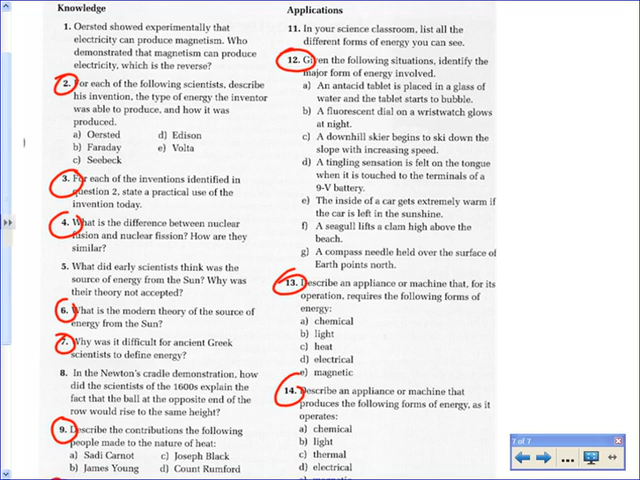 Knowledge
1. Oersted showed experimentally that
electricity can produce magnetism. Who
demonstrated that magnetism can produce
electricity, which is the reverse?
2. For each of the following scientists, describe
his invention, the type of energy the inventor
was able to produce, and how it was
produced.
a) Oersted d) Edison
b) Faraday e) Volta
c) Seebeck
3. For each of the inventions identified in
question 2, state a practical use of the
invention today.
4. What is the difference between nuclear
fusion and nuclear fission? How are they
similar?
5. What did early scientists think was the
source of energy from the Sun? Why was
their theory not accepted?
6. What is the modern theory of the source of
energy from the Sun?
7. Why was it difficult for ancient Greek
scientists to define energy?
8. In the Newton's cradle demonstration, how
did the scientists of the 1600s explain the
fact that the ball at the opposite end of the
row would rise to the same height?
9. Describe the contributions the following
people made to the nature of heat:
a) Sadi Carnot c) Joseph Black
b) James Young d) Count Rumford
Applications
11. In your science classroom, list all the
different forms of energy you can see.
12. Given the following situations, identify the
major form of energy involved.
a) An antacid tablet is placed in a glass of
water and the tablet starts to bubble.
b) A fluorescent dial on a wristwatch glows
at night.
c) A downhill skier begins to ski down the
slope with increasing speed.
d) A tingling sensation is felt on the tongue
when it is touched to the terminals of a
9-V battery.
e) The inside of a car gets extremely warm if
the car is left in the sunshine.
f) A seagull lifts a clam high above the
beach.
g) A compass needle held over the surface of
Earth points north.
13. Describe an appliance or machine that, for its
operation, requires the following forms of
energy:
a) chemical
b) light
c) heat
d) electrical
e) magnetic
14. Describe an appliance or machine that
produces the following forms of energy, as it
operates:
a) chemical
b) light
c) thermal
d) electrical
7 of 7